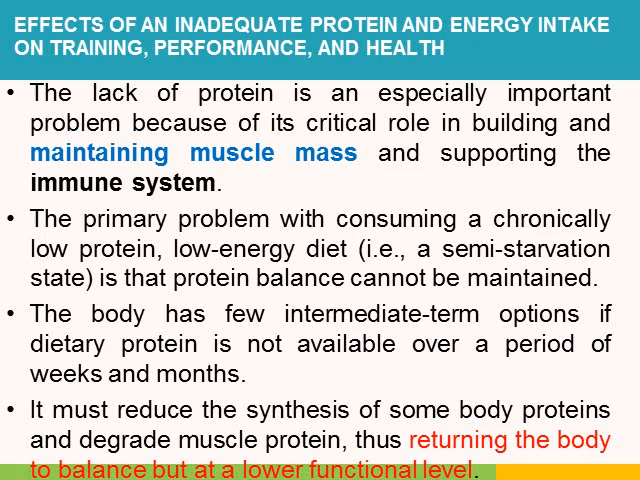 EFFECTS OF AN INADEQUATE PROTEIN AND ENERGY INTAKE
ON TRAINING, PERFORMANCE, AND HEALTH
• The lack of protein is an especially important
problem because of its critical role in building and
maintaining muscle mass and supporting the
immune system.
• The primary problem with consuming a chronically
low protein, low-energy diet (i.e., a semi-starvation
state) is that protein balance cannot be maintained.
• The body has few intermediate-term options if
dietary protein is not available over a period of
weeks and months.
• It must reduce the synthesis of some body proteins
and degrade muscle protein, thus returning the body
to balance but at a lower functional level.